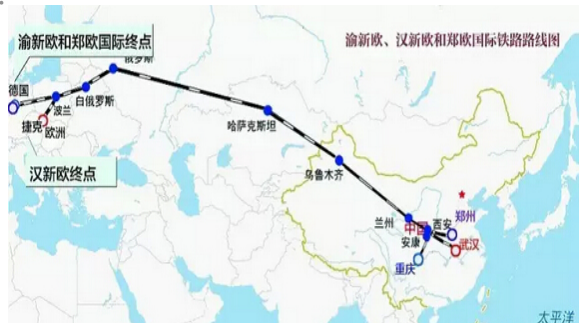 渝新欧和郑欧国际终点
渝新欧、汉新欧和郑欧国际铁路路线图
俄罗斯
德国
波兰
白俄罗斯
捷克
欧洲
哈萨克斯坦
汉新欧终点
乌鲁木齐
兰州
西安
郑州
中国
安康
武汉
重庆
太平洋